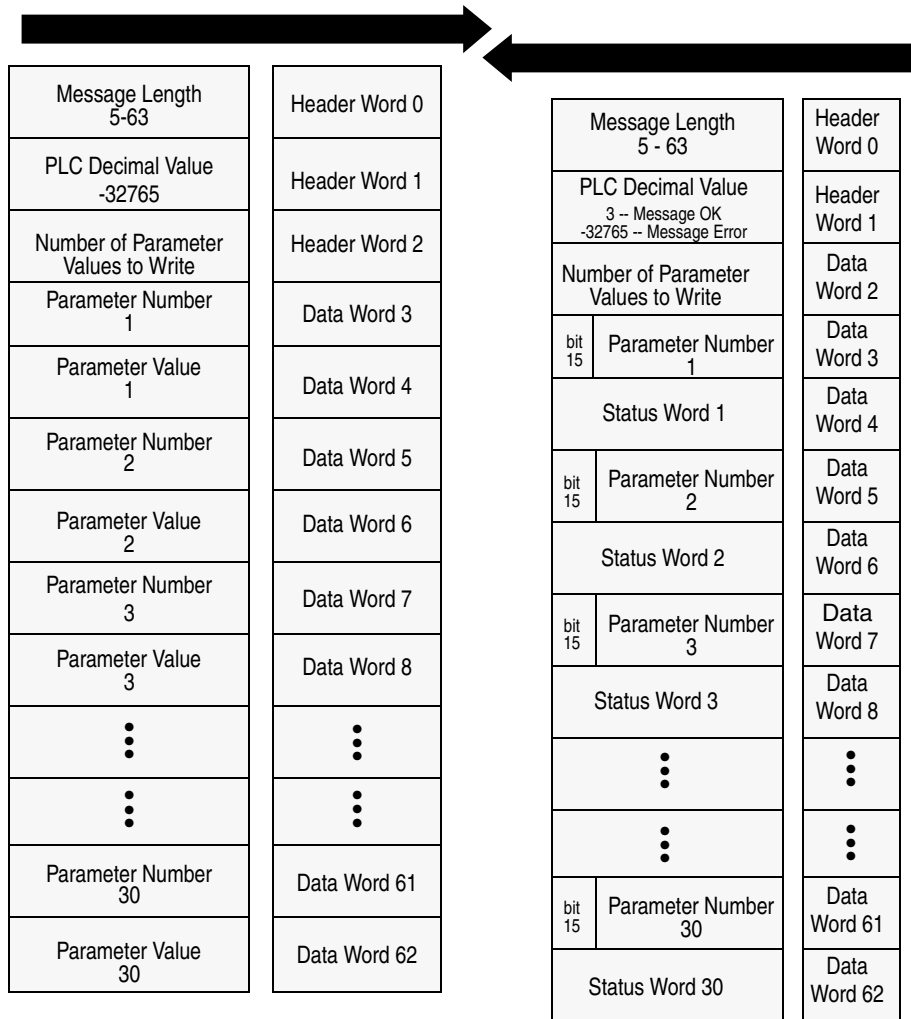 Message Length
5-63
Header Word 0
PLC Decimal Value
-32765
Header Word 1
Number of Parameter
Values to Write
Header Word 2
Parameter Number
1
Data Word 3
Parameter Value
1
Data Word 4
Parameter Number
2
Data Word 5
Parameter Value
2
Data Word 6
Parameter Number
3
Data Word 7
Parameter Value
3
Data Word 8
Parameter Number
30
Data Word 61
Parameter Value
30
Data Word 62
Message Length
5 - 63
Header
Word 0
PLC Decimal Value
3 -- Message OK
-32765 -- Message Error
Header
Word 1
Number of Parameter
Values to Write
Data
Word 2
bit
15
Parameter Number
1
Data
Word 3
Status Word 1
Data
Word 4
bit
15
Parameter Number
2
Data
Word 5
Status Word 2
Data
Word 6
bit
15
Parameter Number
3
Data
Word 7
Status Word 3
Data
Word 8
bit
15
Parameter Number
30
Data
Word 61
Status Word 30
Data
Word 62